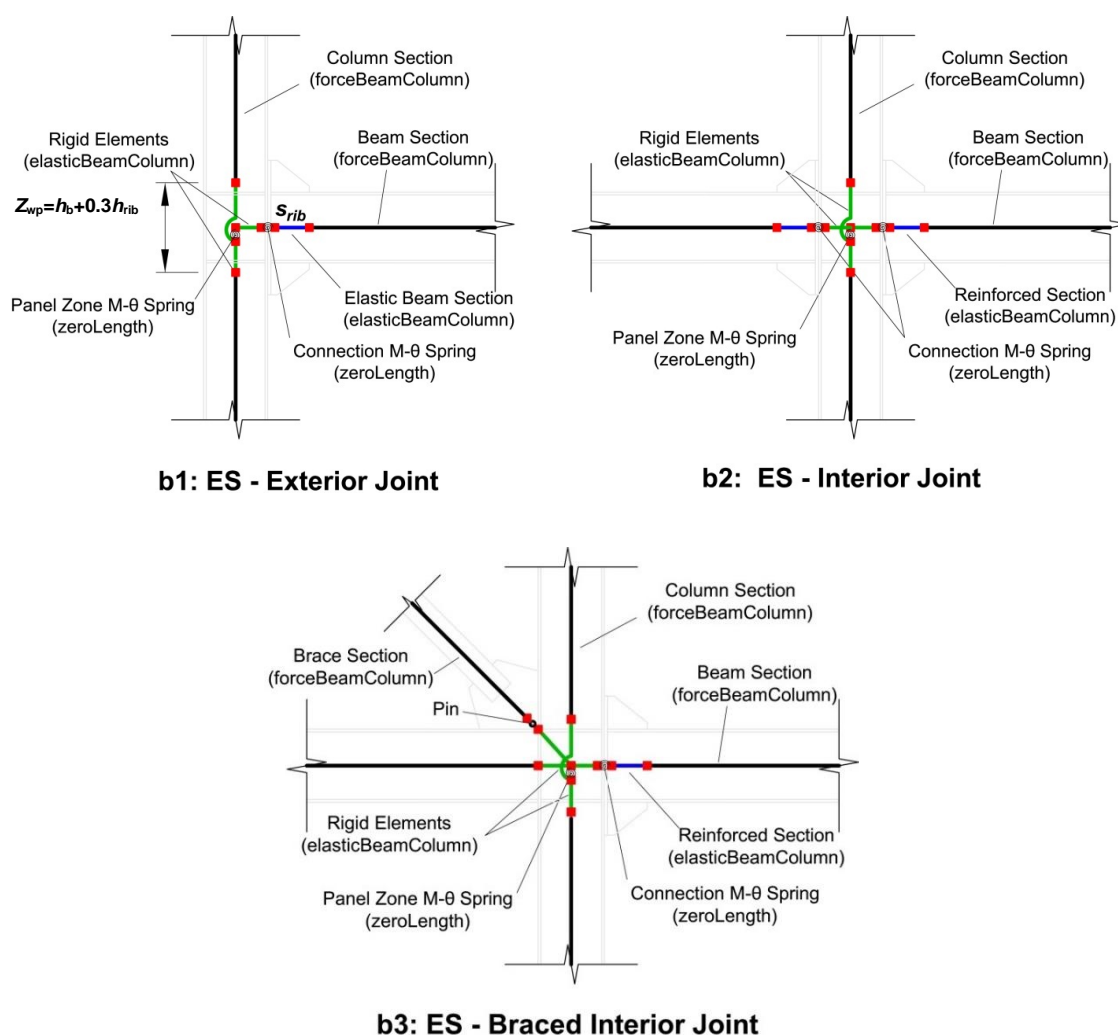 Column Section
(forceBeamColumn)
Rigid Elements
(elasticBeamColumn)
Beam Section
(forceBeamColumn)
Zwp=hb+0.3hrib
srib
Panel Zone M-θ Spring
(zeroLength)
Elastic Beam Section
(elasticBeamColumn)
Connection M-θ Spring
(zeroLength)
b1: ES - Exterior Joint
Column Section
(forceBeamColumn)
Rigid Elements
(elasticBeamColumn)
Beam Section
(forceBeamColumn)
Reinforced Section
(elasticBeamColumn)
Panel Zone M-θ Spring
(zeroLength)
Connection M-θ Spring
(zeroLength)
b2: ES - Interior Joint
Column Section
(forceBeamColumn)
Brace Section
(forceBeamColumn)
Beam Section
(forceBeamColumn)
Pin
Rigid Elements
(elasticBeamColumn)
Reinforced Section
(elasticBeamColumn)
Panel Zone M-θ Spring
(zeroLength)
Connection M-θ Spring
(zeroLength)
b3: ES - Braced Interior Joint